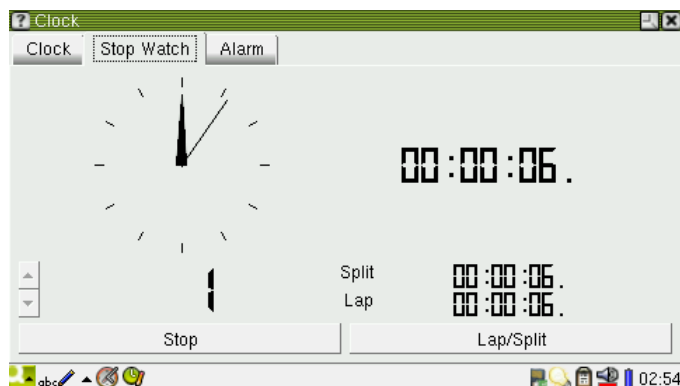 Clock
Clock Stop Watch Alarm
00:00:06.
1
Split 00:00:06.
Lap 00:00:06.
Stop Lap/Split
abc 02:54